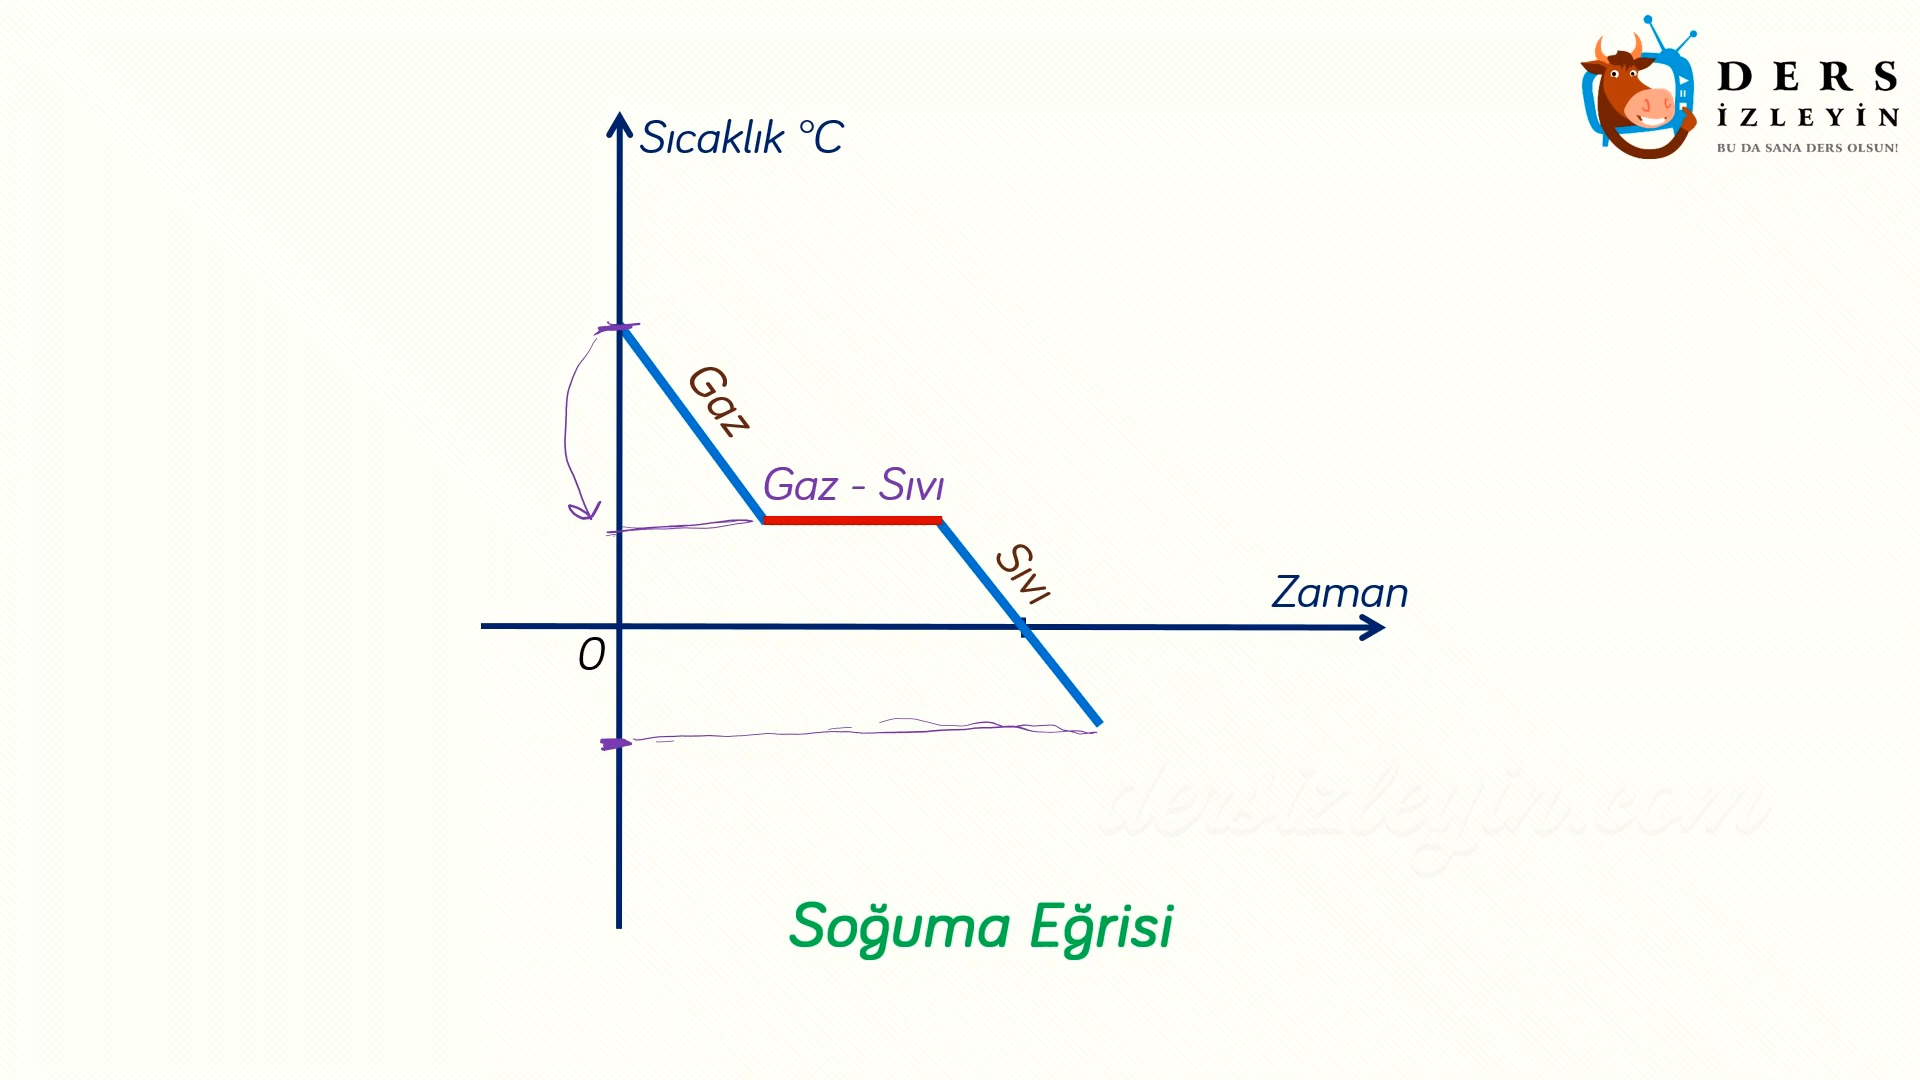 DERS
İZLEYİN
BU DA SANA DERS OLSUN!
Sıcaklık °C
Gaz
Gaz - Sıvı
Sıvı
Zaman
0
dersizleyin.com
Soğuma Eğrisi